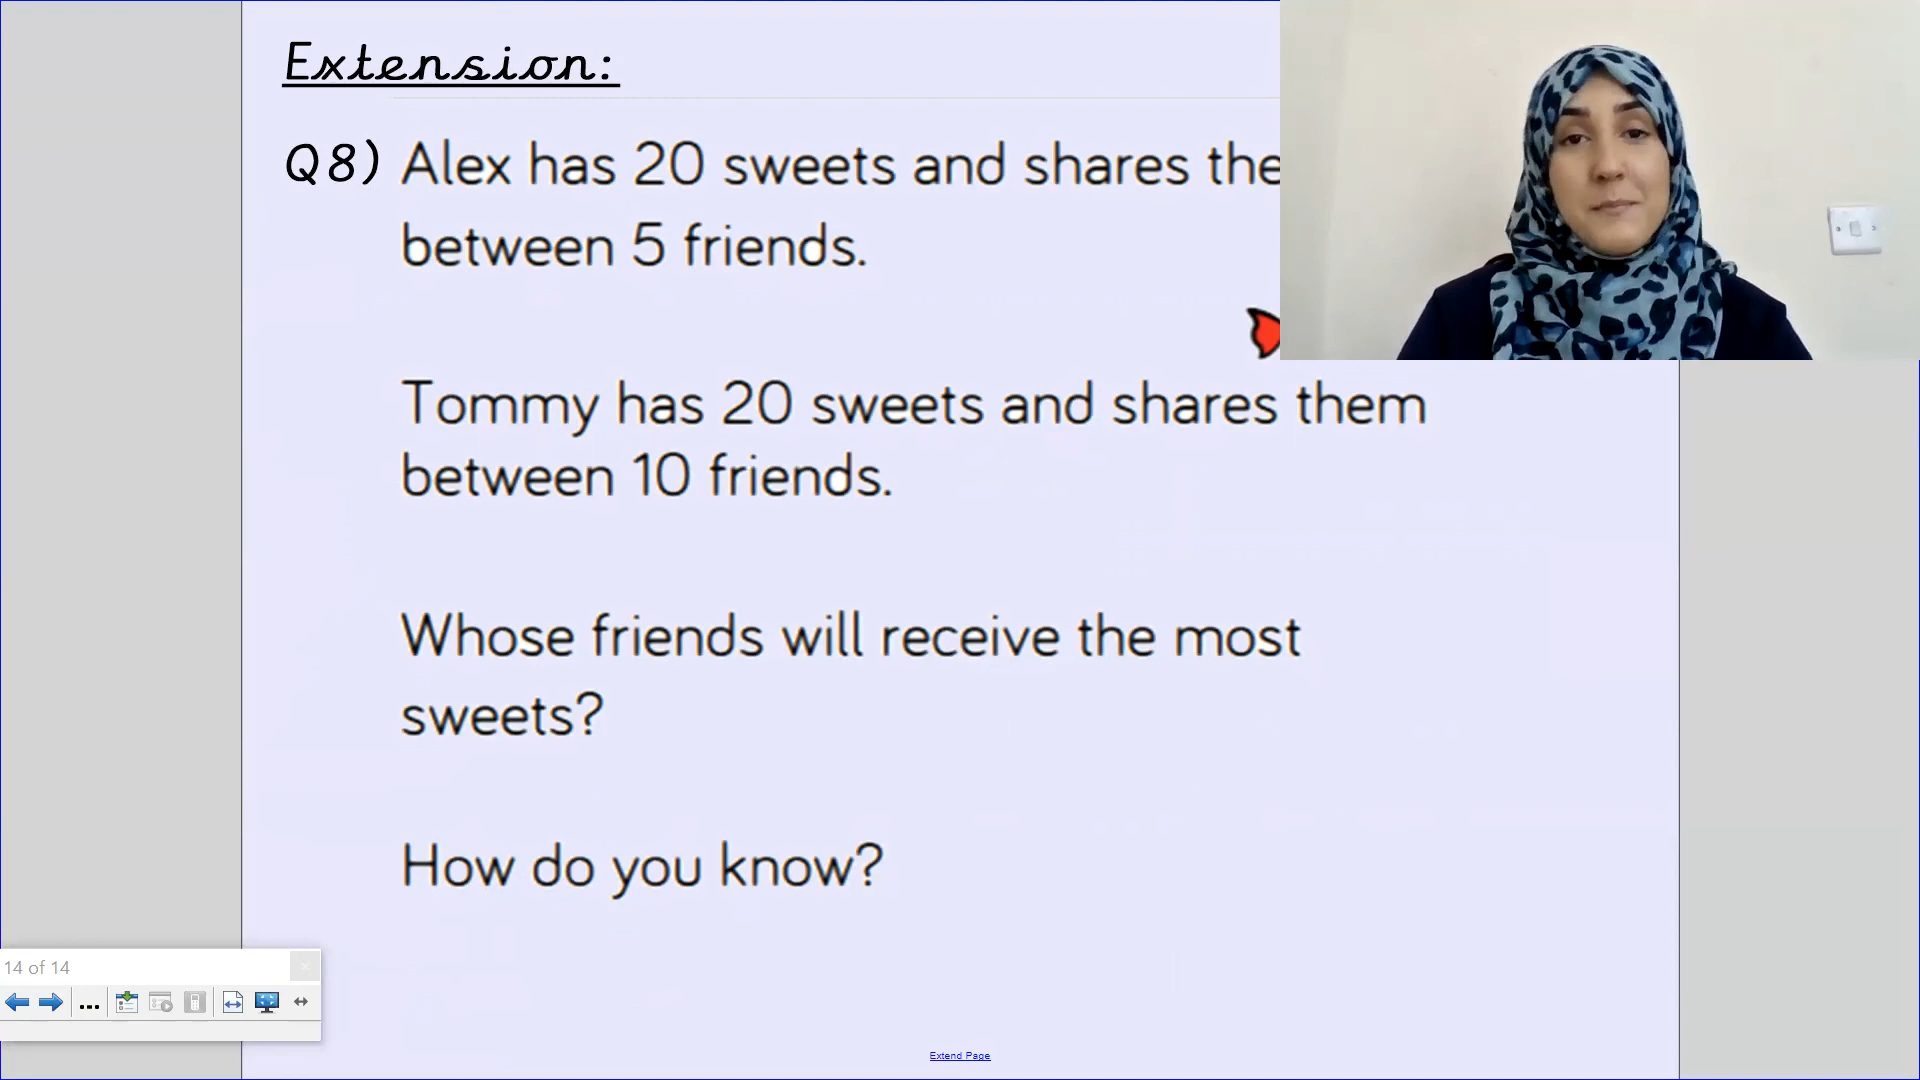 Extension:
Q8) Alex has 20 sweets and shares
between 5 friends.
Tommy has 20 sweets and shares them
between 10 friends.
Whose friends will receive the most
sweets?
How do you know?
14 of 14
Extend Page